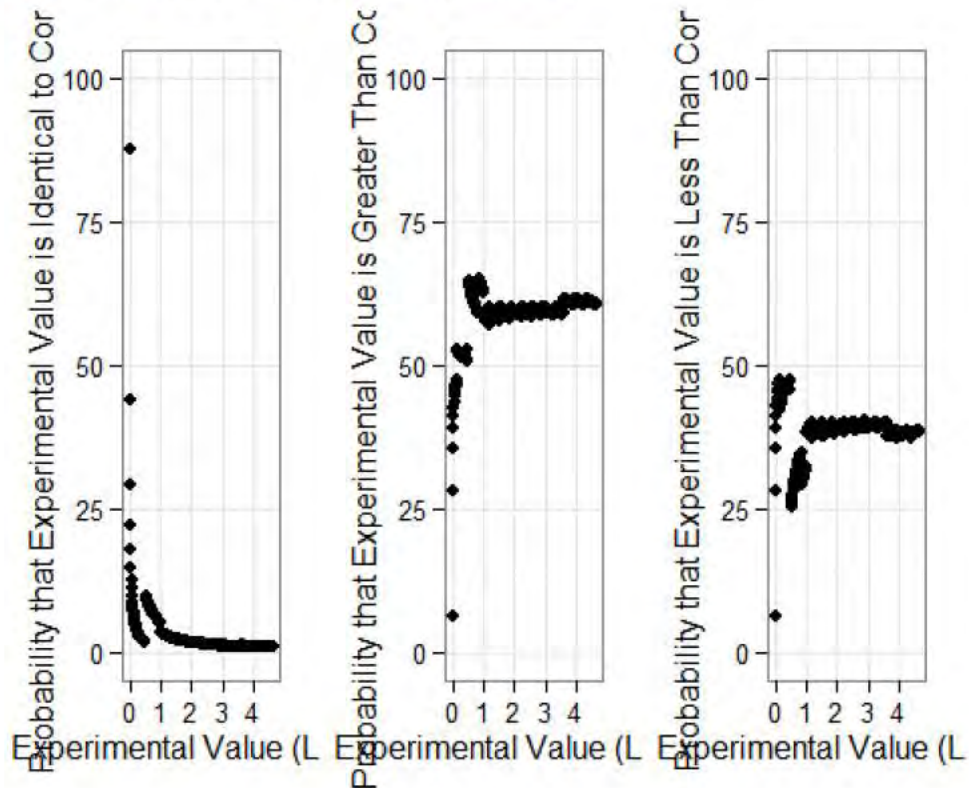 Probability that Experimental Value is Identical to Cor
100
75
50
25
0
0 1 2 3 4
Experimental Value (L
Probability that Experimental Value is Greater Than Co
100
75
50
25
0
0 1 2 3 4
Experimental Value (L
Probability that Experimental Value is Less Than Cor
100
75
50
25
0
0 1 2 3 4
Experimental Value (L